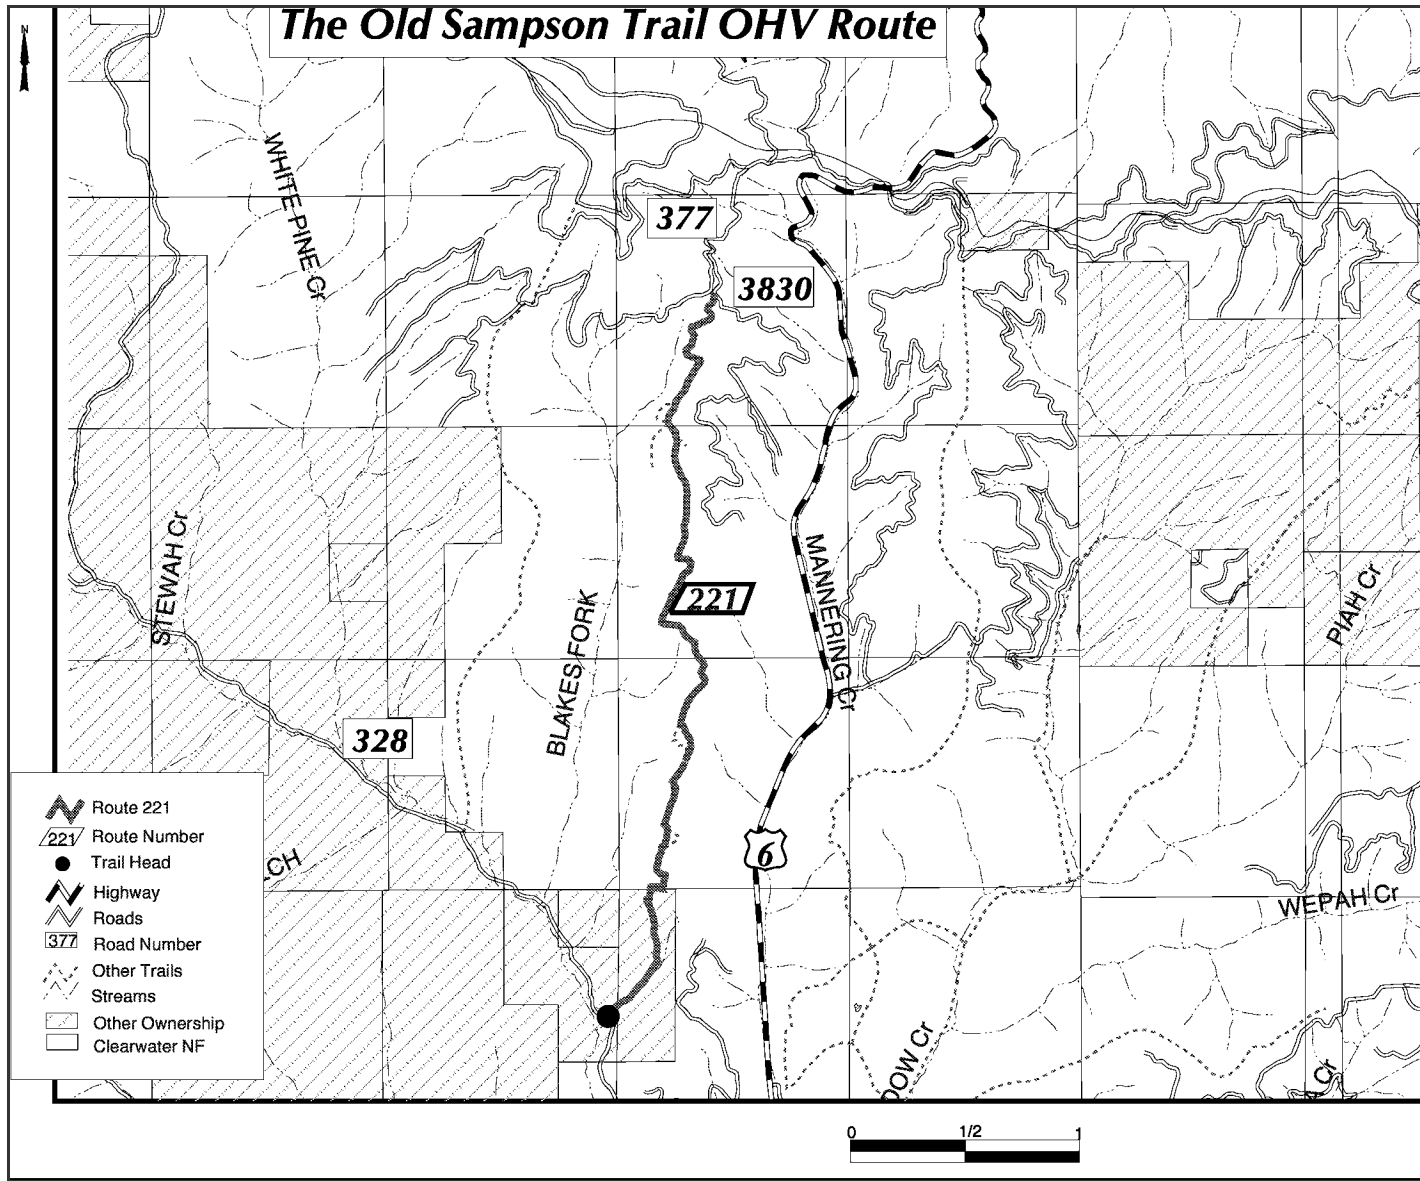 The Old Sampson Trail OHV Route
N
WHITE PINE Cr
377
3830
STEWAH Cr
221
MANNERING Cr
PIAH Cr
BLAKES FORK
328
6
WEPAH Cr
Route 221
221 Route Number
Trail Head
Highway
Roads
377 Road Number
Other Trails
Streams
Other Ownership
Clearwater NF
CH
DOW Cr
A Cr
0 1/2 1